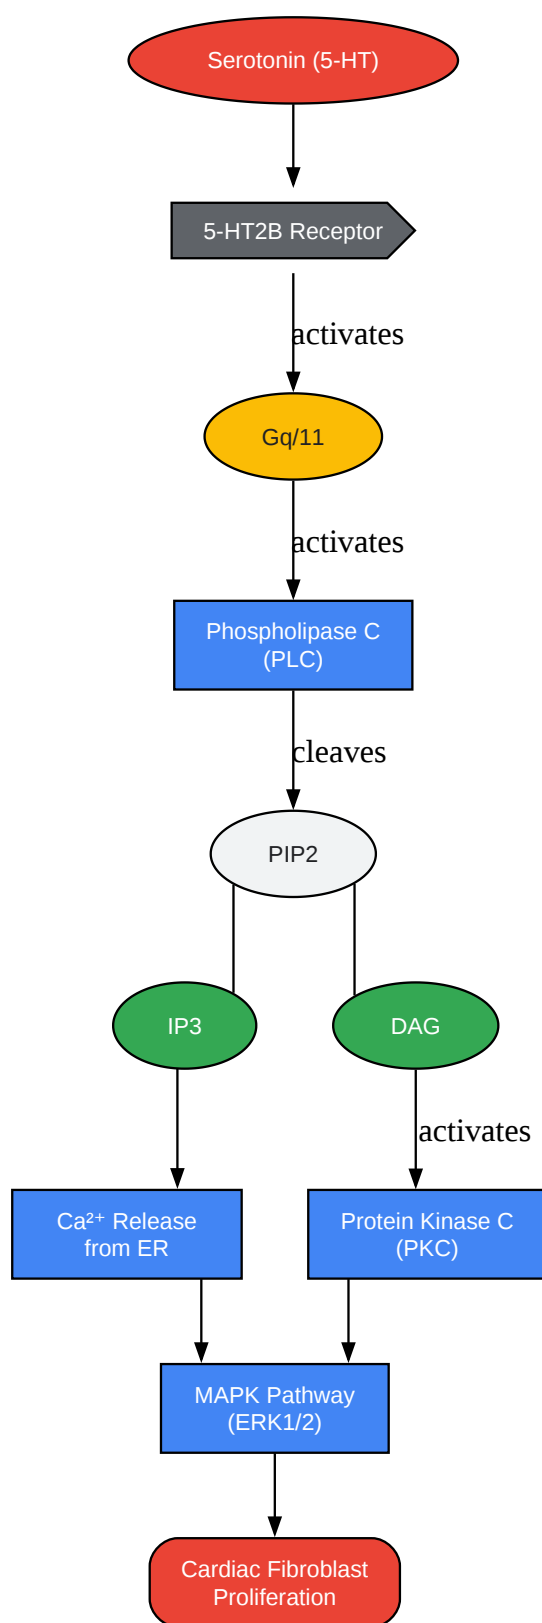 Serotonin (5-HT)
5-HT2B Receptor
activates
Gq/11
activates
Phospholipase C
(PLC)
cleaves
PIP2
IP3
DAG
activates
Ca²⁺ Release
from ER
Protein Kinase C
(PKC)
MAPK Pathway
(ERK1/2)
Cardiac Fibroblast
Proliferation